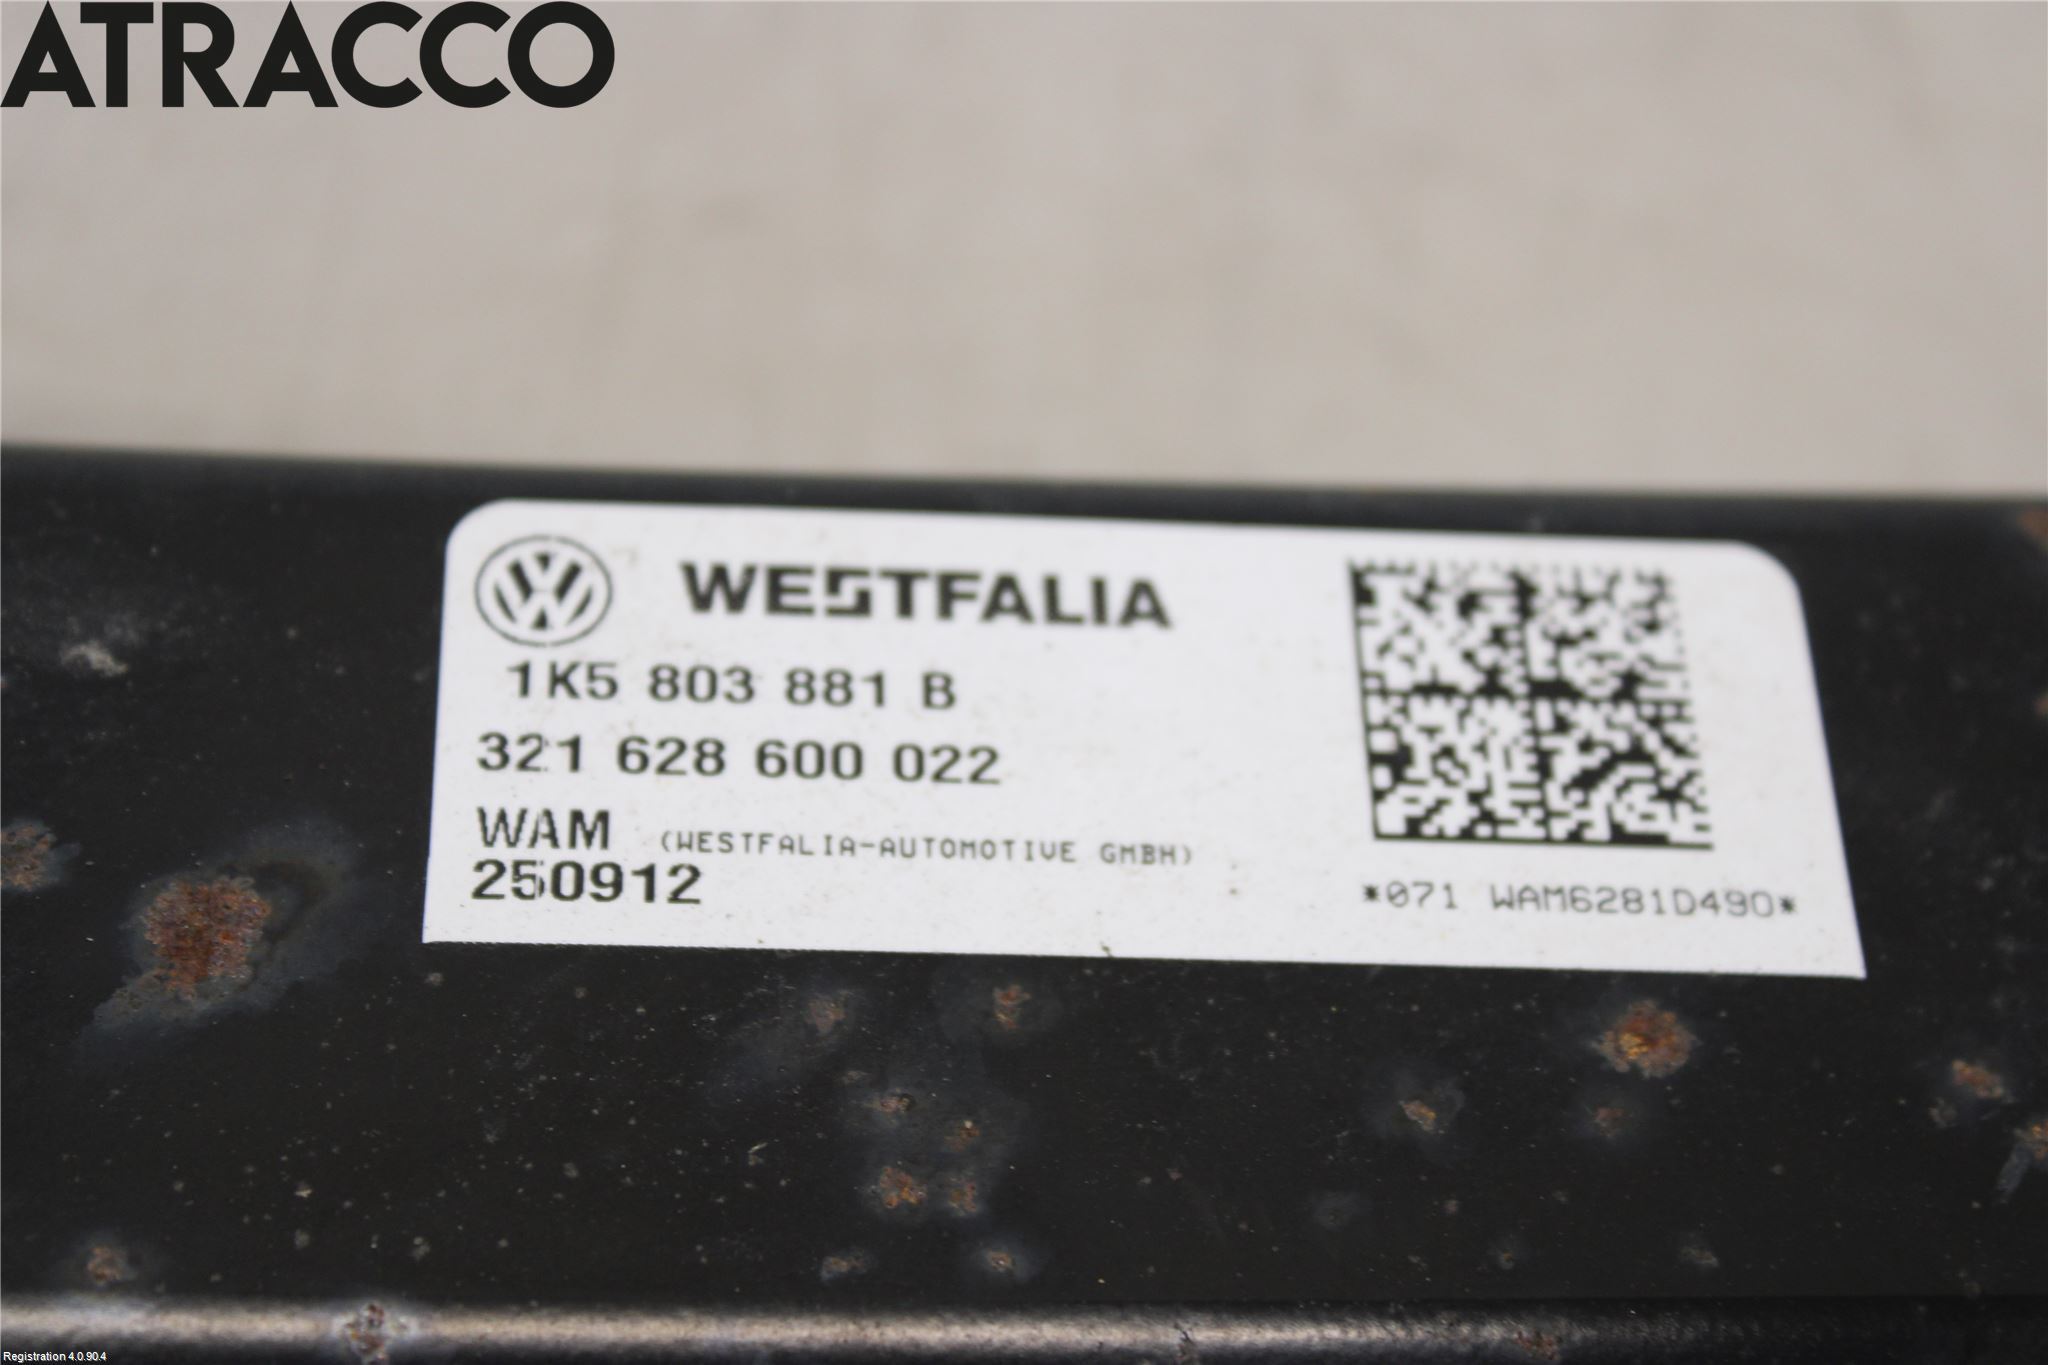 ATRACCO
WESTFALIA
1K5 803 881 B
321 628 600 022
WAM (WESTFALIA-AUTOMOTIVE GMBH)
250912
*071 WAM6281D490*
Registration 4.0.90.4